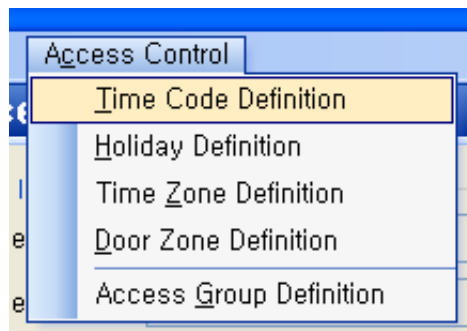 Access Control
Time Code Definition
Holiday Definition
Time Zone Definition
Door Zone Definition
Access Group Definition